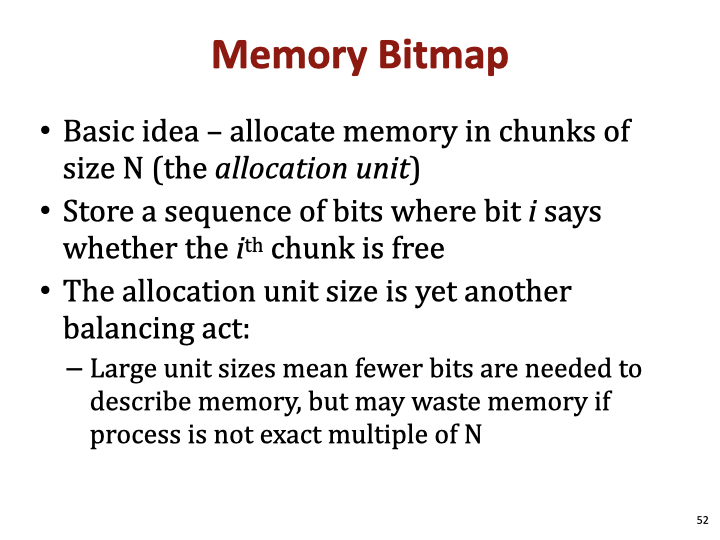 Memory Bitmap
• Basic idea – allocate memory in chunks of
size N (the allocation unit)
• Store a sequence of bits where bit i says
whether the ith chunk is free
• The allocation unit size is yet another
balancing act:
– Large unit sizes mean fewer bits are needed to
describe memory, but may waste memory if
process is not exact multiple of N
52